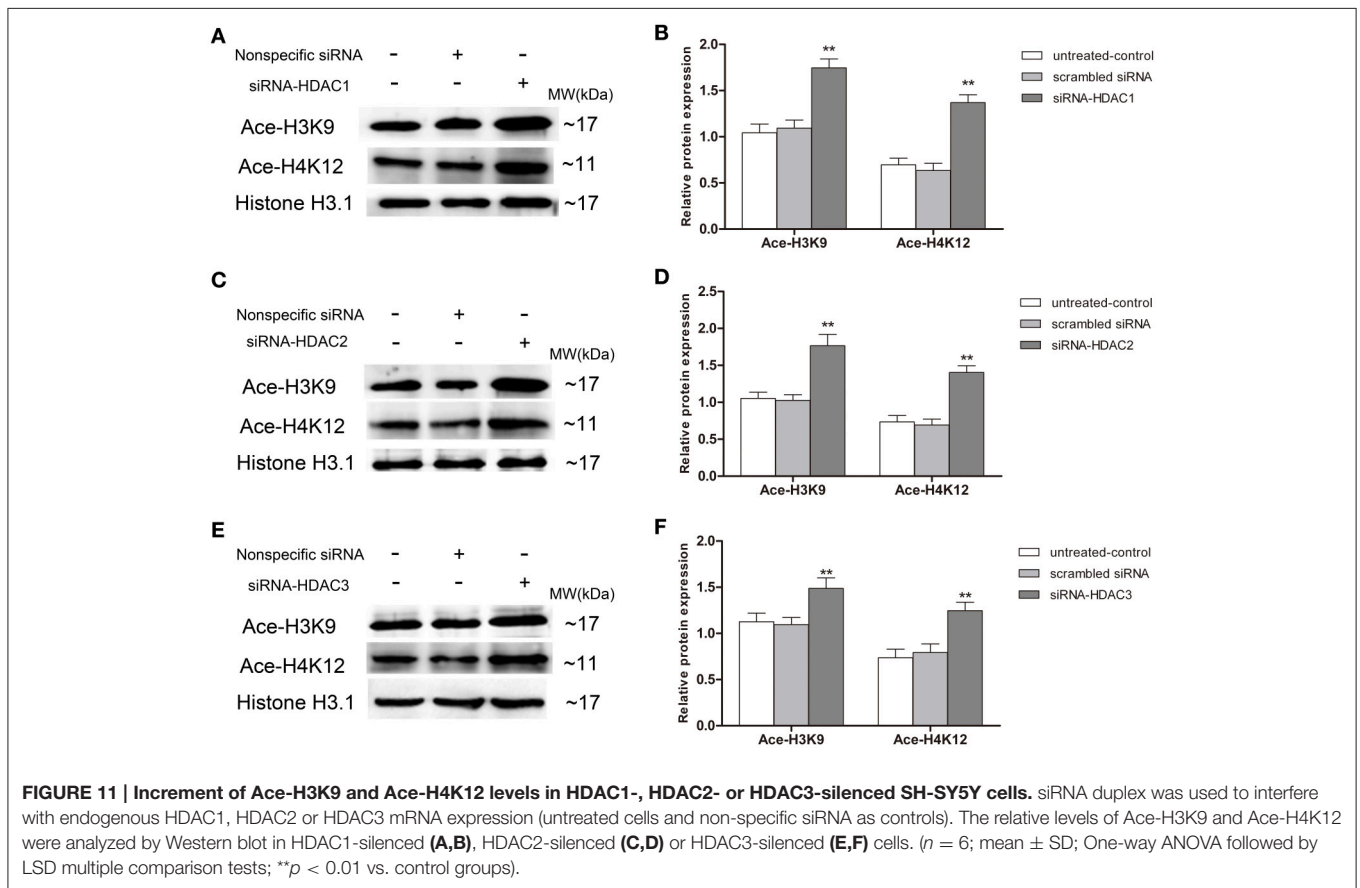 A
Nonspecific siRNA - + -
siRNA-HDAC1 - - +
MW(kDa)
Ace-H3K9 ~17
Ace-H4K12 ~11
Histone H3.1 ~17
B
Relative protein expression
2.0
1.5
1.0
0.5
0.0
** **
Ace-H3K9 Ace-H4K12
untreated-control
scrambled siRNA
siRNA-HDAC1
C
Nonspecific siRNA - + -
siRNA-HDAC2 - - +
MW(kDa)
Ace-H3K9 ~17
Ace-H4K12 ~11
Histone H3.1 ~17
D
Relative protein expression
2.5
2.0
1.5
1.0
0.5
0.0
** **
Ace-H3K9 Ace-H4K12
untreated-control
scrambled siRNA
siRNA-HDAC2
E
Nonspecific siRNA - + -
siRNA-HDAC3 - - +
MW(kDa)
Ace-H3K9 ~17
Ace-H4K12 ~11
Histone H3.1 ~17
F
Relative protein expression
2.0
1.5
1.0
0.5
0.0
** **
Ace-H3K9 Ace-H4K12
untreated-control
scrambled siRNA
siRNA-HDAC3
FIGURE 11 | Increment of Ace-H3K9 and Ace-H4K12 levels in HDAC1-, HDAC2- or HDAC3-silenced SH-SY5Y cells. siRNA duplex was used to interfere
with endogenous HDAC1, HDAC2 or HDAC3 mRNA expression (untreated cells and non-specific siRNA as controls). The relative levels of Ace-H3K9 and Ace-H4K12
were analyzed by Western blot in HDAC1-silenced (A,B), HDAC2-silenced (C,D) or HDAC3-silenced (E,F) cells. (n = 6; mean ± SD; One-way ANOVA followed by
LSD multiple comparison tests; **p < 0.01 vs. control groups).